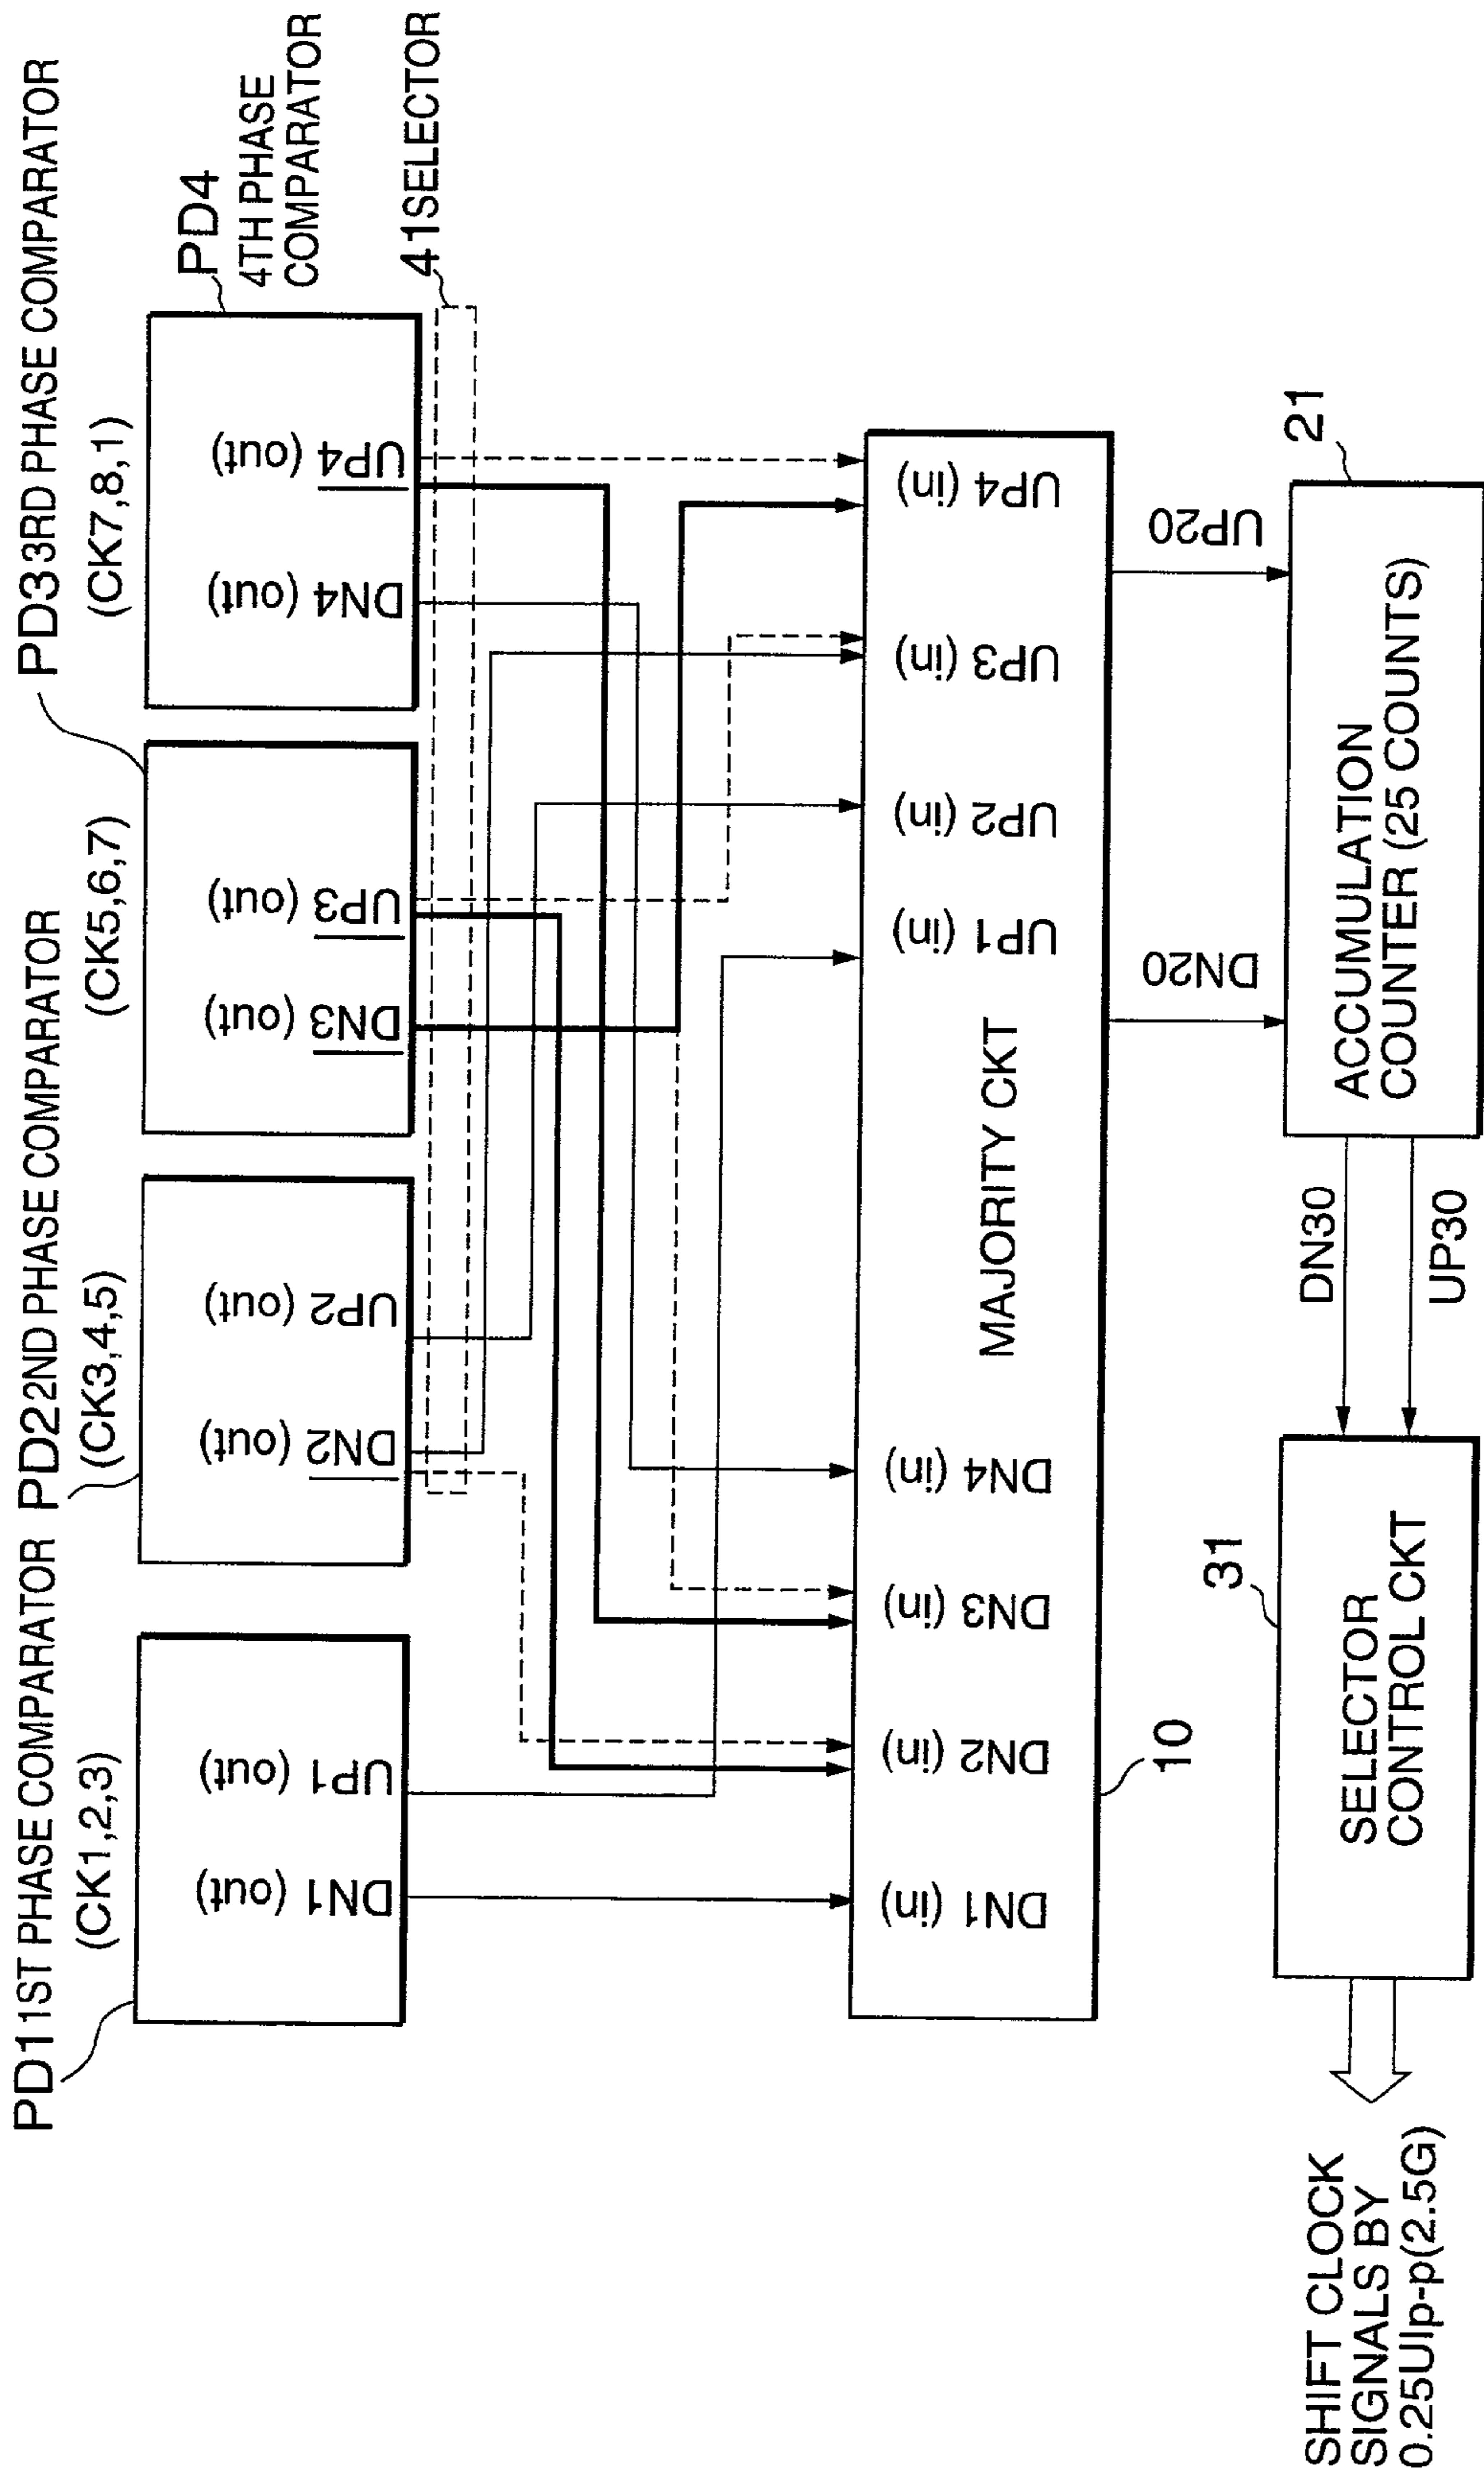 PD1 1ST PHASE COMPARATOR
(CK1,2,3)
DN1 (out)
UP1 (out)
PD2 2ND PHASE COMPARATOR
(CK3,4,5)
DN2 (out)
UP2 (out)
PD3 3RD PHASE COMPARATOR
(CK5,6,7)
DN3 (out)
UP3 (out)
PD4
4TH PHASE
COMPARATOR
(CK7,8,1)
DN4 (out)
UP4 (out)
41 SELECTOR
DN1 (in)
DN2 (in)
DN3 (in)
DN4 (in)
MAJORITY CKT
UP1 (in)
UP2 (in)
UP3 (in)
UP4 (in)
10
DN20
UP20
21
ACCUMULATION
COUNTER (25 COUNTS)
DN30
UP30
31
SELECTOR
CONTROL CKT
SHIFT CLOCK
SIGNALS BY
0.25UIp-p(2.5G)